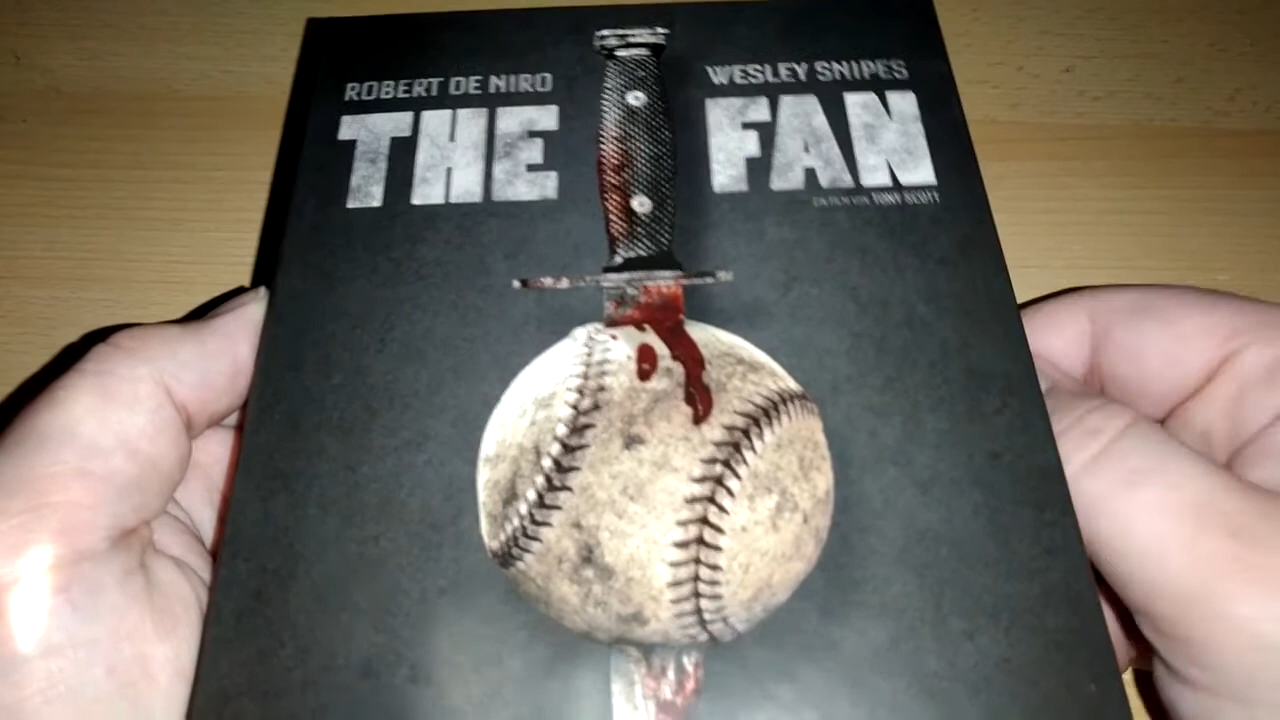 ROBERT DE NIRO
WESLEY SNIPES
THE FAN
EIN FILM VON TONY SCOTT